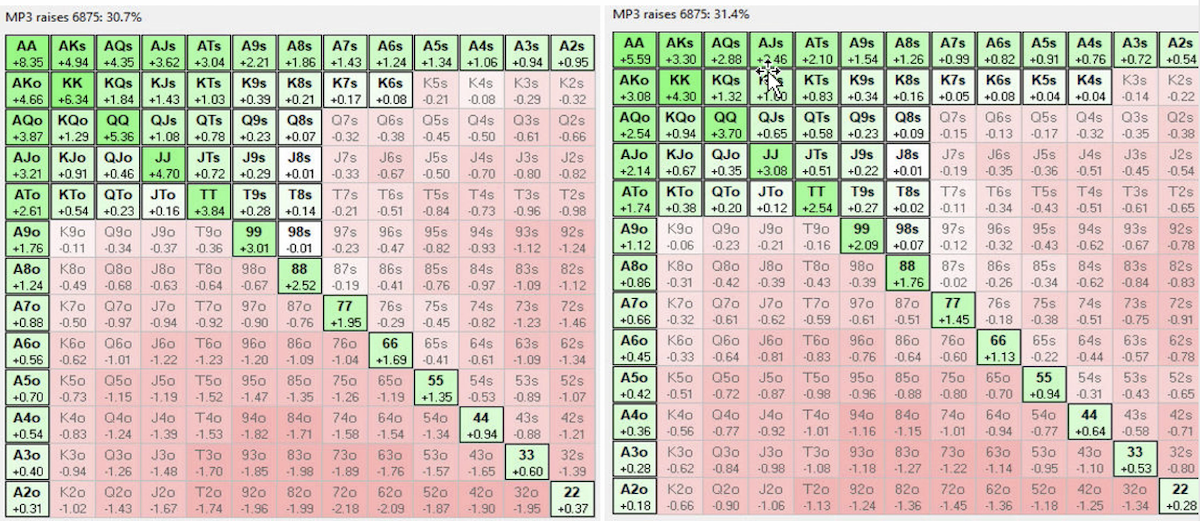 MP3 raises 6875: 30.7%
AA AKs AQs AJs ATs A9s A8s A7s A6s A5s A4s A3s A2s
+8.35 +4.94 +4.35 +3.62 +3.04 +2.21 +1.86 +1.43 +1.24 +1.34 +1.06 +0.94 +0.95
AKo KK KQs KJs KTs K9s K8s K7s K6s K5s K4s K3s K2s
+4.66 +6.34 +1.84 +1.43 +1.03 +0.39 +0.21 +0.17 +0.08 -0.21 -0.08 -0.29 -0.32
AQo KQo QQ QJs QTs Q9s Q8s Q7s Q6s Q5s Q4s Q3s Q2s
+3.87 +1.29 +5.36 +1.08 +0.78 +0.23 +0.07 -0.32 -0.38 -0.45 -0.50 -0.61 -0.66
AJo KJo QJo JJ JTs J9s J8s J7s J6s J5s J4s J3s J2s
+3.21 +0.91 +0.46 +4.70 +0.72 +0.29 +0.01 -0.33 -0.67 -0.50 -0.70 -0.80 -0.82
ATo KTo QTo JTo TT T9s T8s T7s T6s T5s T4s T3s T2s
+2.61 +0.54 +0.23 +0.16 +3.84 +0.28 +0.14 -0.21 -0.51 -0.84 -0.73 -0.96 -0.98
A9o K9o Q9o J9o T9o 99 98s 97s 96s 95s 94s 93s 92s
+1.76 -0.11 -0.34 -0.37 -0.36 +3.01 -0.01 -0.23 -0.47 -0.82 -0.93 -1.12 -1.24
A8o K8o Q8o J8o T8o 98o 88 87s 86s 85s 84s 83s 82s
+1.24 -0.49 -0.68 -0.63 -0.64 -0.67 +2.52 -0.19 -0.41 -0.76 -0.97 -1.09 -1.12
A7o K7o Q7o J7o T7o 97o 87o 77 76s 75s 74s 73s 72s
+0.88 -0.50 -0.97 -0.94 -0.92 -0.90 -0.76 +1.95 -0.29 -0.45 -0.82 -1.23 -1.46
A6o K6o Q6o J6o T6o 96o 86o 76o 66 65s 64s 63s 62s
+0.56 -0.62 -1.01 -1.22 -1.23 -1.20 -1.09 -1.04 +1.69 -0.41 -0.61 -1.09 -1.34
A5o K5o Q5o J5o T5o 95o 85o 75o 65o 55 54s 53s 52s
+0.70 -0.73 -1.15 -1.19 -1.52 -1.47 -1.35 -1.26 -1.19 +1.35 -0.53 -0.89 -1.07
A4o K4o Q4o J4o T4o 94o 84o 74o 64o 54o 44 43s 42s
+0.54 -0.83 -1.24 -1.39 -1.53 -1.82 -1.71 -1.58 -1.54 -1.34 +0.94 -0.88 -1.21
A3o K3o Q3o J3o T3o 93o 83o 73o 63o 53o 43o 33 32s
+0.40 -0.94 -1.26 -1.48 -1.70 -1.85 -1.98 -1.89 -1.76 -1.57 -1.65 +0.60 -1.39
A2o K2o Q2o J2o T2o 92o 82o 72o 62o 52o 42o 32o 22
+0.31 -1.02 -1.43 -1.67 -1.74 -1.96 -1.99 -2.18 -2.09 -1.87 -1.90 -1.95 +0.37
MP3 raises 6875: 31.4%
AA AKs AQs AJs ATs A9s A8s A7s A6s A5s A4s A3s A2s
+5.59 +3.30 +2.88 +2.10 +1.54 +1.26 +0.99 +0.82 +0.91 +0.76 +0.72 +0.54
AKo KK KQs KTs K9s K8s K7s K6s K5s K4s K3s K2s
+3.08 +4.30 +1.32 +0.83 +0.34 +0.16 +0.05 +0.08 +0.04 +0.04 -0.14 -0.22
AQo KQo QQ QJs QTs Q9s Q8s Q7s Q6s Q5s Q4s Q3s Q2s
+2.54 +0.94 +3.70 +0.65 +0.58 +0.23 +0.09 -0.15 -0.13 -0.17 -0.32 -0.35 -0.38
AJo KJo QJo JJ JTs J9s J8s J7s J6s J5s J4s J3s J2s
+2.14 +0.67 +0.35 +3.08 +0.51 +0.22 +0.01 -0.19 -0.35 -0.36 -0.51 -0.45 -0.54
ATo KTo QTo JTo TT T9s T8s T7s T6s T5s T4s T3s T2s
+1.74 +0.38 +0.20 +0.12 +2.54 +0.27 +0.02 -0.11 -0.34 -0.43 -0.51 -0.61 -0.65
A9o K9o Q9o J9o T9o 99 98s 97s 96s 95s 94s 93s 92s
+1.12 -0.06 -0.23 -0.21 -0.16 +2.09 +0.07 -0.12 -0.32 -0.43 -0.62 -0.67 -0.78
A8o K8o Q8o J8o T8o 98o 88 87s 86s 85s 84s 83s 82s
+0.86 -0.31 -0.42 -0.39 -0.43 -0.39 +1.76 -0.02 -0.26 -0.34 -0.62 -0.84 -0.83
A7o K7o Q7o J7o T7o 97o 87o 77 76s 75s 74s 73s 72s
+0.66 -0.32 -0.61 -0.62 -0.59 -0.61 -0.51 +1.45 -0.18 -0.38 -0.51 -0.75 -0.91
A6o K6o Q6o J6o T6o 96o 86o 76o 66 65s 64s 63s 62s
+0.45 -0.33 -0.64 -0.81 -0.83 -0.76 -0.64 -0.60 +1.13 -0.22 -0.44 -0.57 -0.78
A5o K5o Q5o J5o T5o 95o 85o 75o 65o 55 54s 53s 52s
+0.42 -0.51 -0.72 -0.87 -0.98 -0.96 -0.88 -0.80 -0.70 +0.94 -0.31 -0.43 -0.65
A4o K4o Q4o J4o T4o 94o 84o 74o 64o 54o 44 43s 42s
+0.36 -0.56 -0.77 -0.92 -1.01 -1.16 -1.15 -1.01 -0.94 -0.77 +0.64 -0.58 -0.71
A3o K3o Q3o J3o T3o 93o 83o 73o 63o 53o 43o 33 32s
+0.28 -0.62 -0.84 -0.98 -1.08 -1.18 -1.27 -1.22 -1.14 -0.95 -1.10 +0.53 -0.80
A2o K2o Q2o J2o T2o 92o 82o 72o 62o 52o 42o 32o 22
+0.18 -0.66 -0.90 -1.06 -1.13 -1.24 -1.36 -1.45 -1.36 -1.18 -1.25 -1.34 +0.28